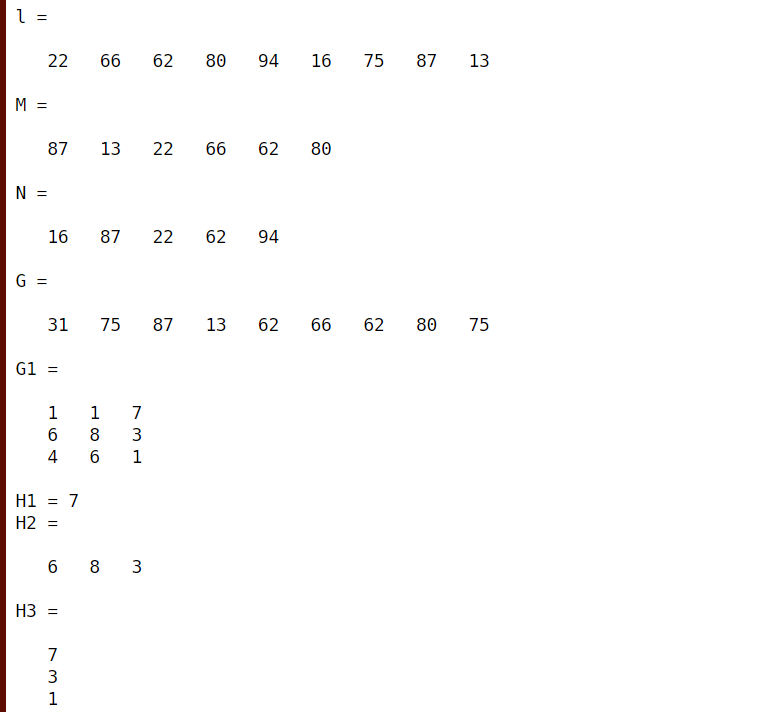 l =
22 66 62 80 94 16 75 87 13
M =
87 13 22 66 62 80
N =
16 87 22 62 94
G =
31 75 87 13 62 66 62 80 75
G1 =
1 1 7
6 8 3
4 6 1
H1 = 7
H2 =
6 8 3
H3 =
7
3
1